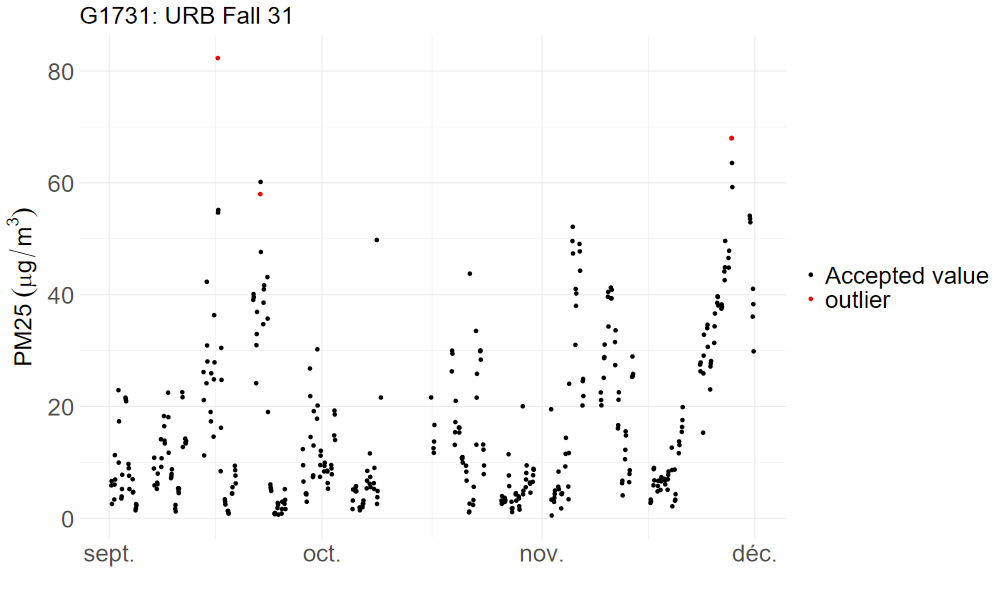 G1731: URB Fall 31
PM25 (μg/m³)
80
60
40
20
0
sept.
oct.
nov.
déc.
Accepted value
outlier